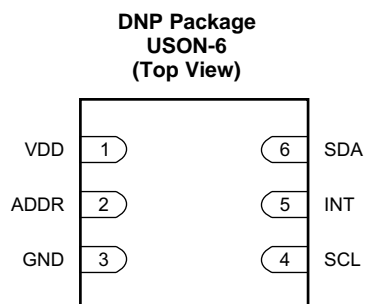 DNP Package
USON-6
(Top View)
VDD 1 6 SDA
ADDR 2 5 INT
GND 3 4 SCL